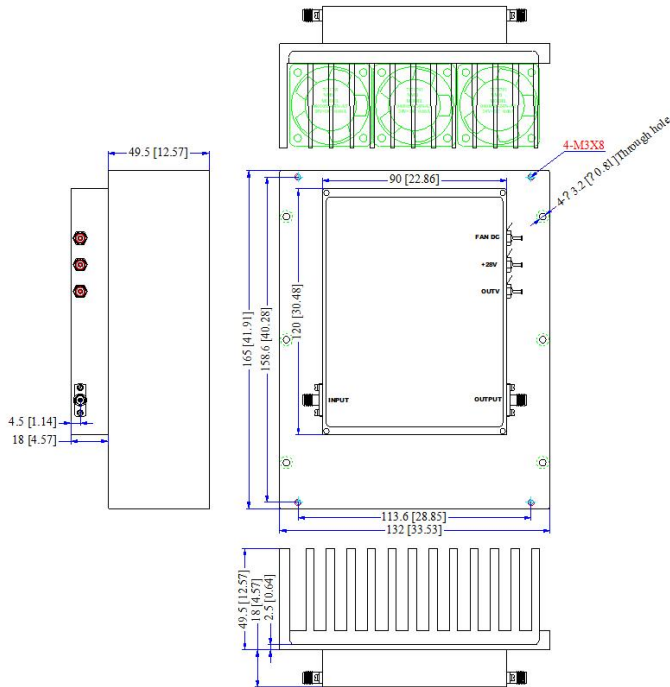 49.5 [12.57]
4-M3X8
90 [22.86]
4-? 3.2 [? 0.81] Through hole
FAN DC
+28V
OUTV
165 [41.91]
158.6 [40.28]
120 [30.48]
4.5 [1.14]
18 [4.57]
INPUT
OUTPUT
113.6 [28.85]
132 [33.53]
49.5 [12.57]
18 [4.57]
2.5 [0.64]